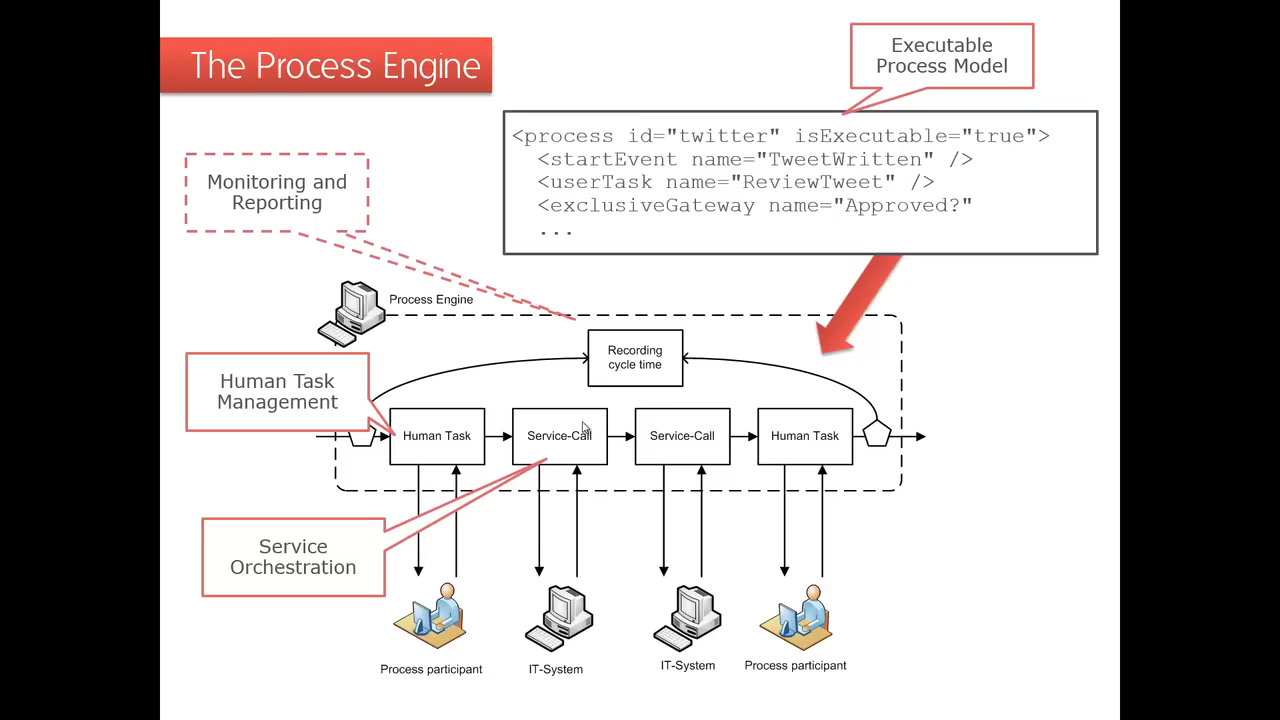 The Process Engine
Executable
Process Model
<process id="twitter" isExecutable="true">
<startEvent name="TweetWritten" />
<userTask name="ReviewTweet" />
<exclusiveGateway name="Approved?"
...
Monitoring and
Reporting
Process Engine
Recording
cycle time
Human Task
Management
Human Task
Service-Call
Service-Call
Human Task
Service
Orchestration
Process participant
IT-System
IT-System
Process participant